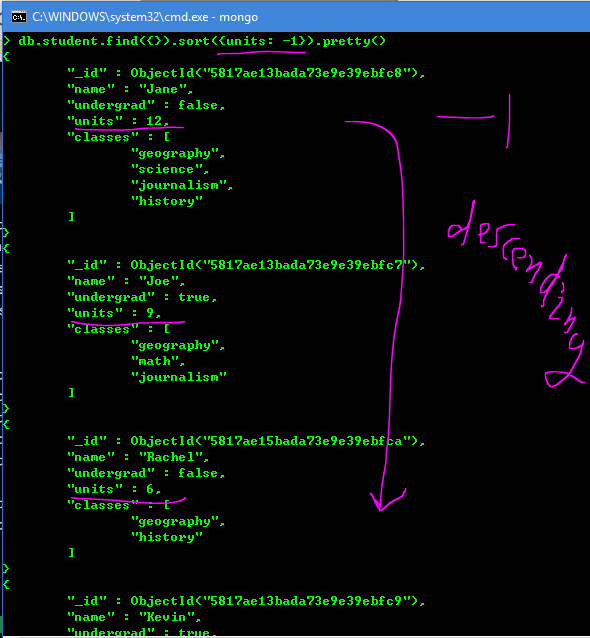 C:\WINDOWS\system32\cmd.exe - mongo
> db.student.find({}).sort({units: -1}).pretty()
{
"_id" : ObjectId("5817ae13bada73e9e39ebfc8"),
"name" : "Jane",
"undergrad" : false,
"units" : 12,
"classes" : [
"geography",
"science",
"journalism",
"history"
]
}
{
"_id" : ObjectId("5817ae13bada73e9e39ebfc7"),
"name" : "Joe",
"undergrad" : true,
"units" : 9,
"classes" : [
"geography",
"math",
"journalism"
]
}
{
"_id" : ObjectId("5817ae15bada73e9e39ebfca"),
"name" : "Rachel",
"undergrad" : false,
"units" : 6,
"classes" : [
"geography",
"history"
]
}
{
"_id" : ObjectId("5817ae13bada73e9e39ebfc9"),
"name" : "Kevin",
"undergrad" : true,
-1
descending